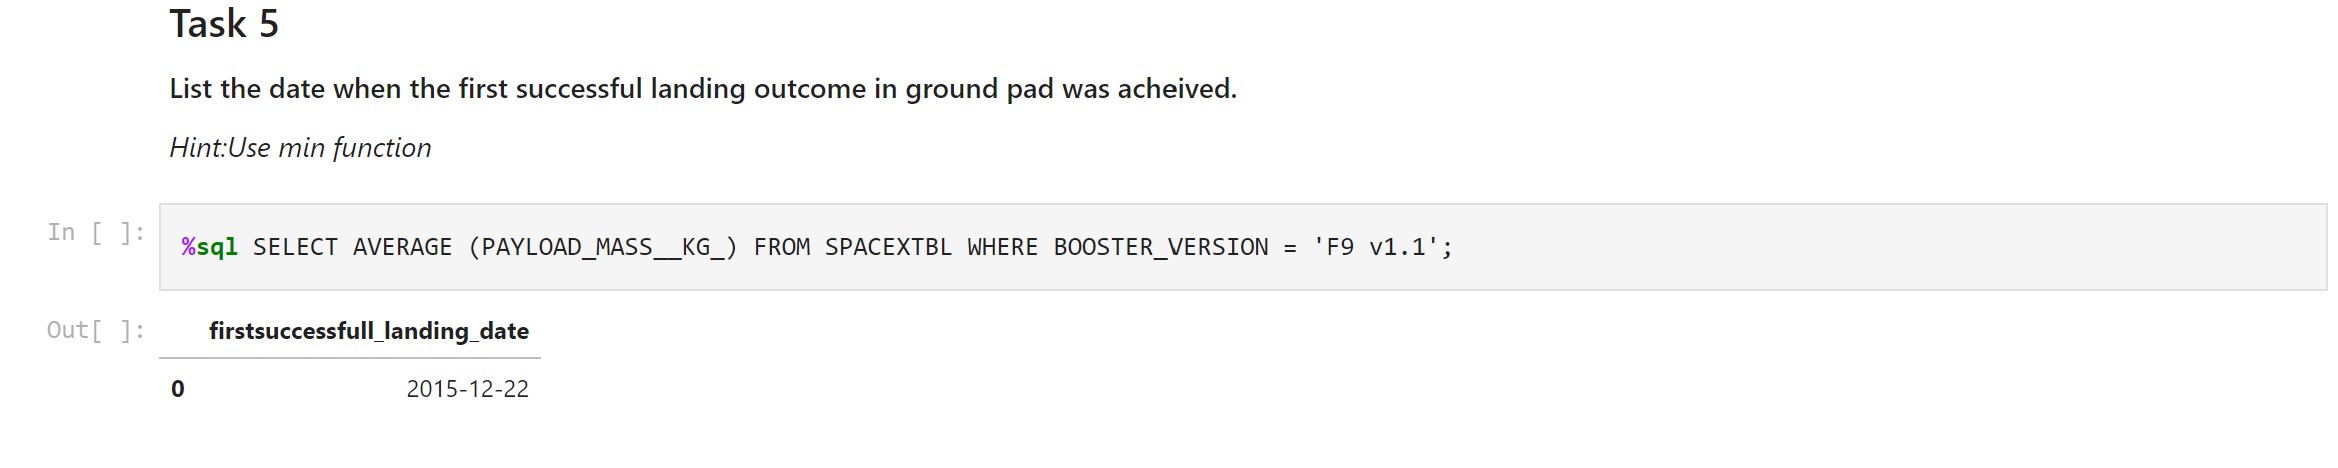 Task 5
List the date when the first successful landing outcome in ground pad was acheived.
Hint:Use min function
In [ ]:
%sql SELECT AVERAGE (PAYLOAD_MASS__KG_) FROM SPACEXTBL WHERE BOOSTER_VERSION = 'F9 v1.1';
Out[ ]:
firstsuccessfull_landing_date
0 2015-12-22